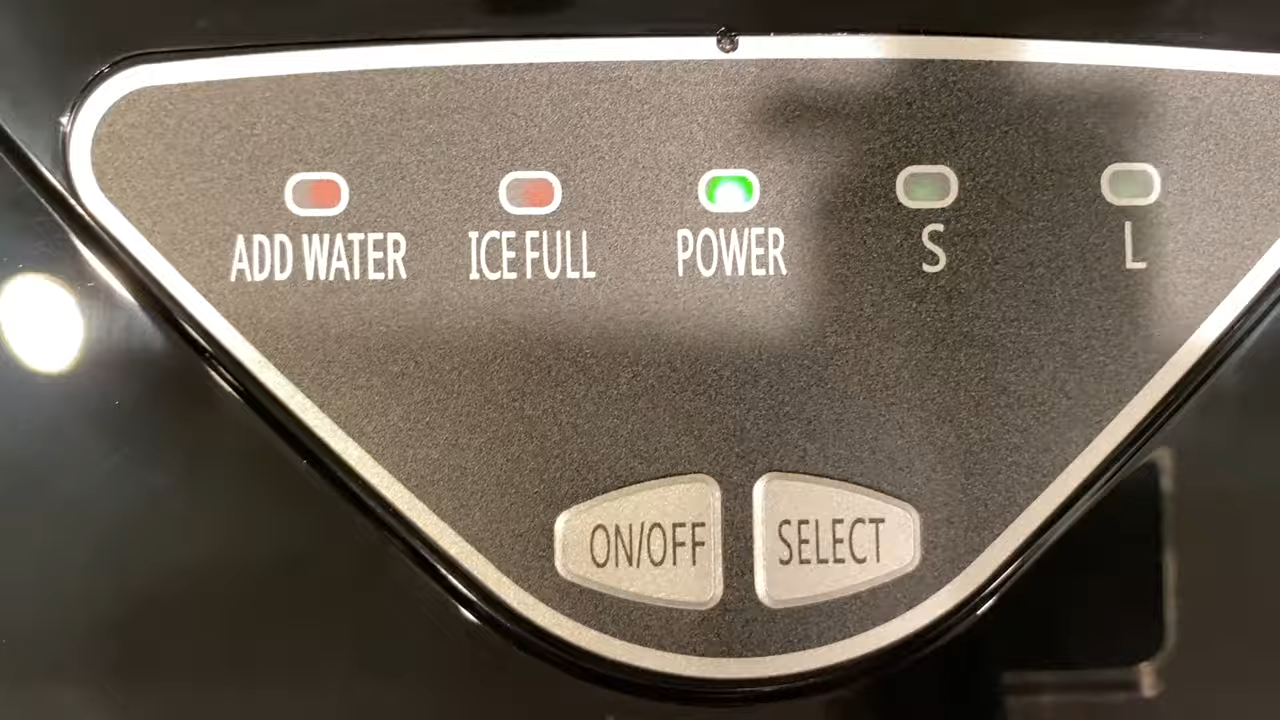 ADD WATER
ICE FULL
POWER
S
L
ON/OFF
SELECT